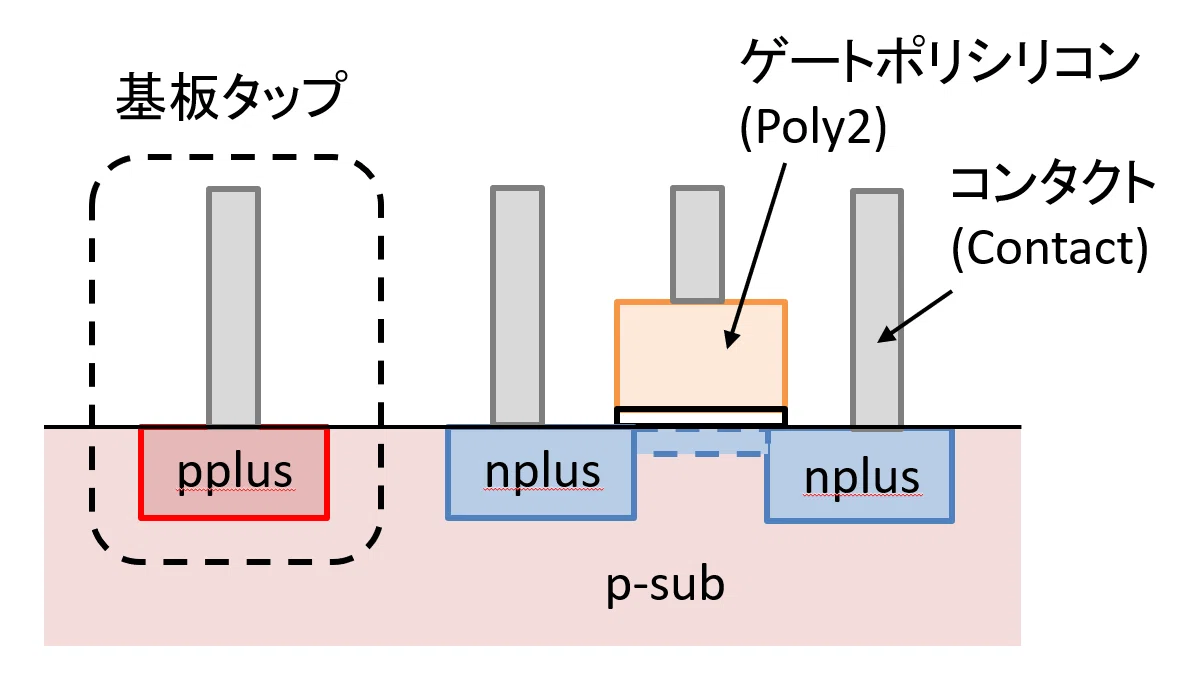 基板タップ
ゲートポリシリコン
(Poly2)
コンタクト
(Contact)
pplus
nplus
nplus
p-sub